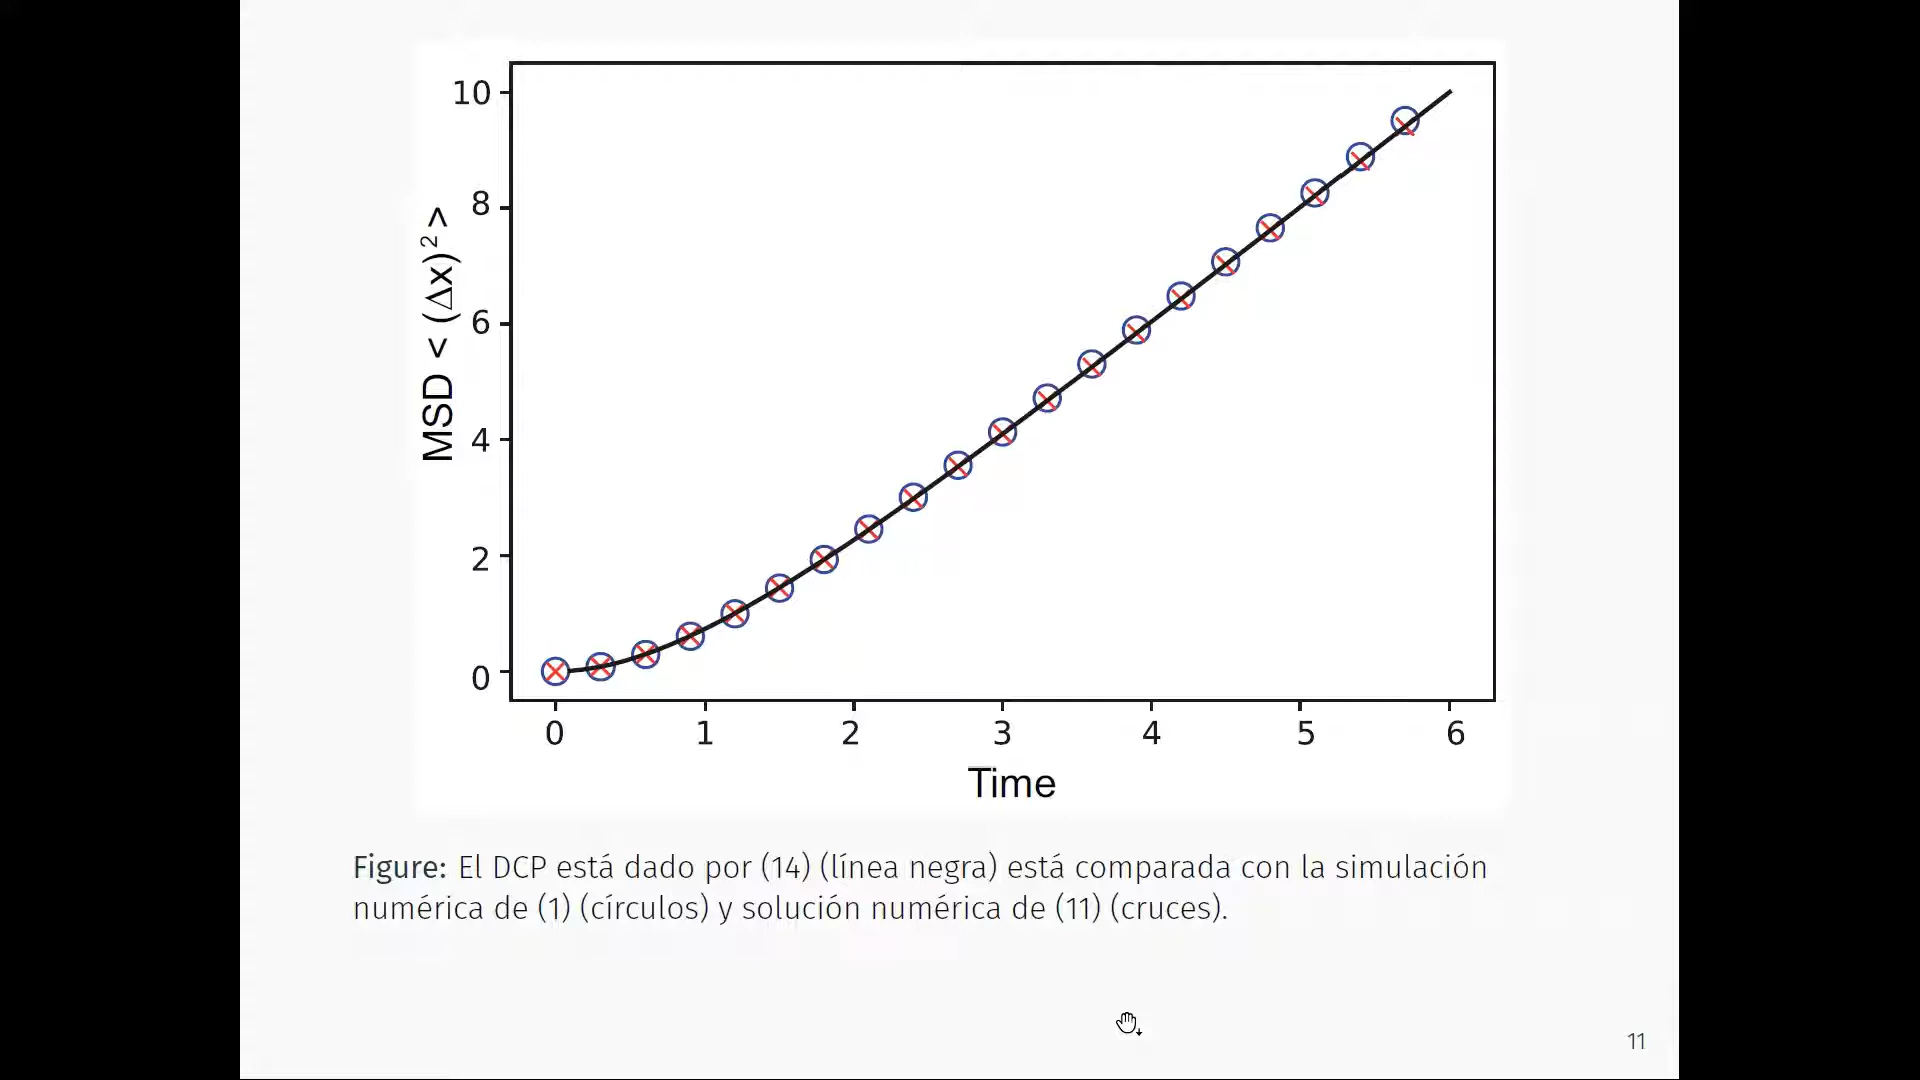 10
8
6
4
2
0
MSD < (Δx)² >
0 1 2 3 4 5 6
Time
Figure: El DCP está dado por (14) (línea negra) está comparada con la simulación
numérica de (1) (círculos) y solución numérica de (11) (cruces).
11